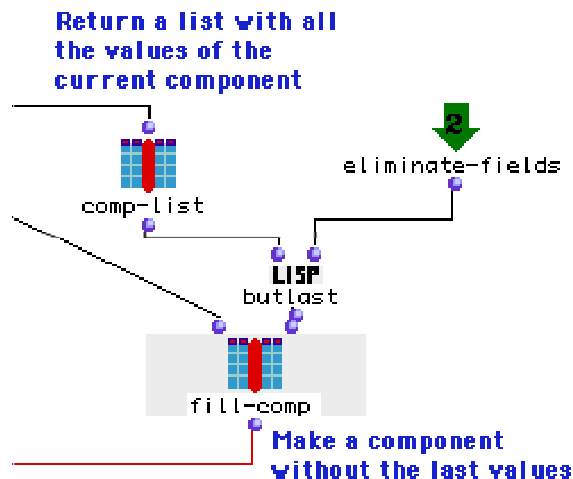 Return a list with all
the values of the
current component
2
eliminate-fields
comp-list
LISP
butlast
fill-comp
Make a component
without the last values